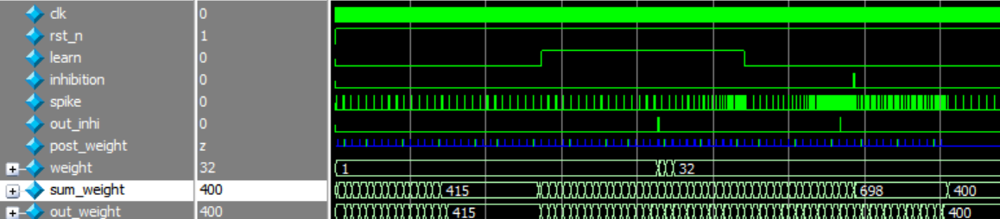 clk 0
rst_n 1
learn 0
inhibition 0
spike 0
out_inhi 0
post_weight z
weight 32 1 32
sum_weight 400 415 698 400
out_weight 400 415 400